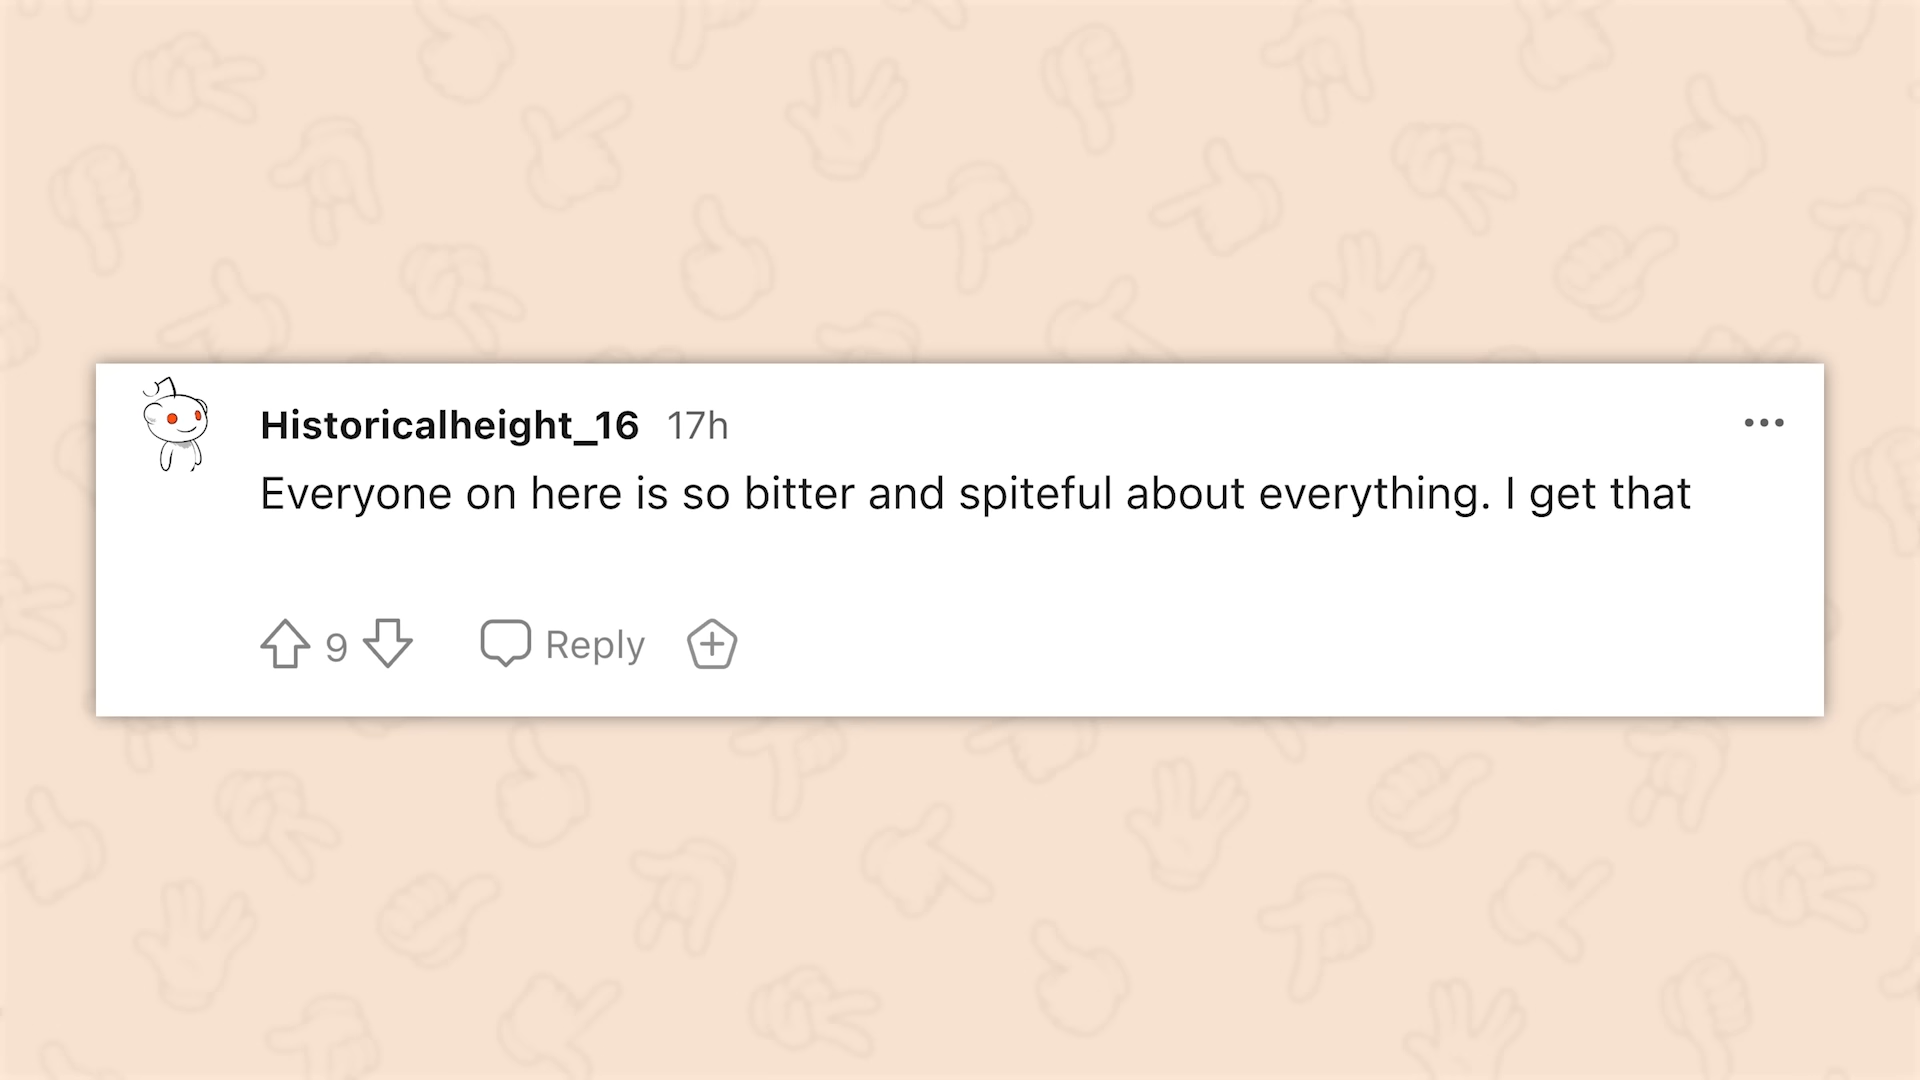 Historicalheight_16 17h
Everyone on here is so bitter and spiteful about everything. I get that
9 Reply